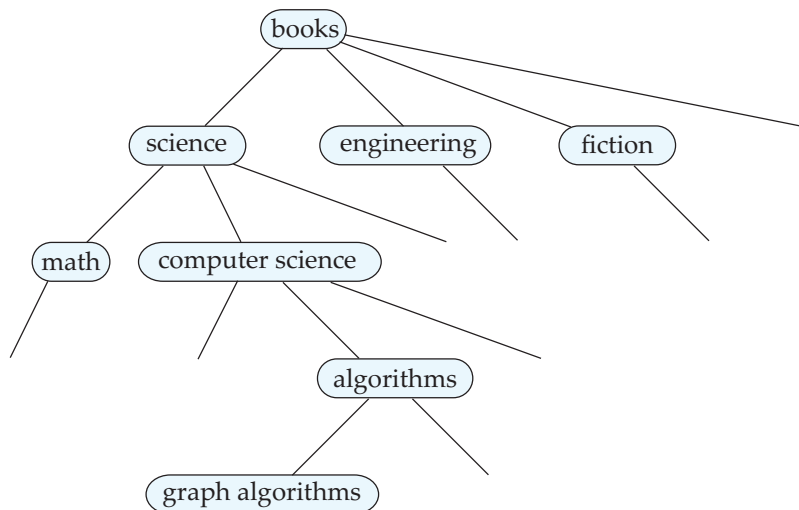 books
science
engineering
fiction
math
computer science
algorithms
graph algorithms